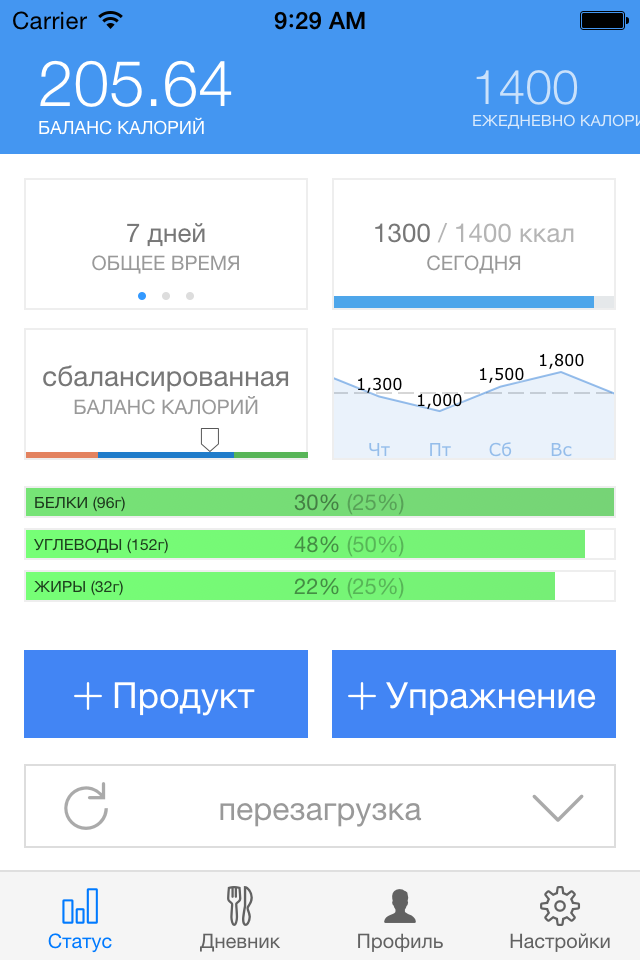 Carrier 9:29 AM
205.64
БАЛАНС КАЛОРИЙ
1400
ЕЖЕДНЕВНО КАЛОРИ
7 дней
ОБЩЕЕ ВРЕМЯ
1300 / 1400 ккал
СЕГОДНЯ
сбалансированная
БАЛАНС КАЛОРИЙ
1,300
1,000
1,500
1,800
Чт Пт Сб Вс
БЕЛКИ (96г) 30% (25%)
УГЛЕВОДЫ (152г) 48% (50%)
ЖИРЫ (32г) 22% (25%)
+ Продукт
+ Упражнение
перезагрузка
Статус Дневник Профиль Настройки